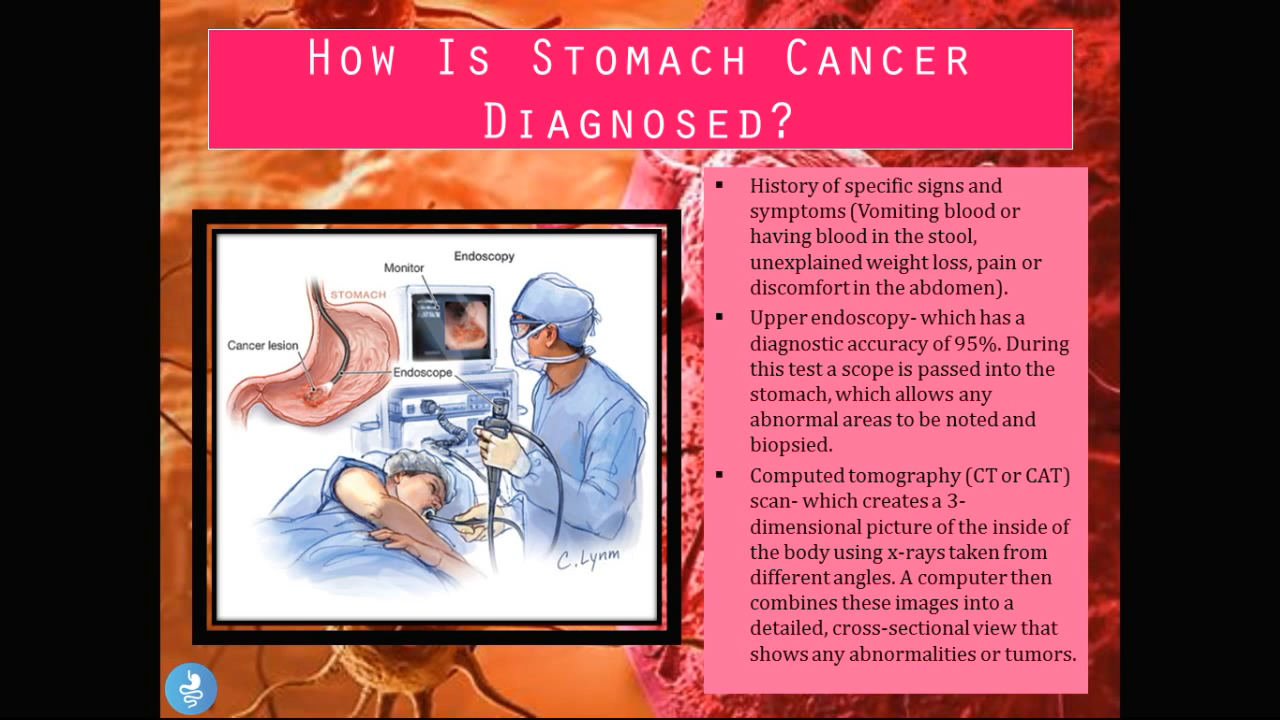 How Is Stomach Cancer
Diagnosed?
Endoscopy
Monitor
STOMACH
Cancer lesion
Endoscope
C. Lynm
▪ History of specific signs and
symptoms (Vomiting blood or
having blood in the stool,
unexplained weight loss, pain or
discomfort in the abdomen).
▪ Upper endoscopy- which has a
diagnostic accuracy of 95%. During
this test a scope is passed into the
stomach, which allows any
abnormal areas to be noted and
biopsied.
▪ Computed tomography (CT or CAT)
scan- which creates a 3-
dimensional picture of the inside of
the body using x-rays taken from
different angles. A computer then
combines these images into a
detailed, cross-sectional view that
shows any abnormalities or tumors.